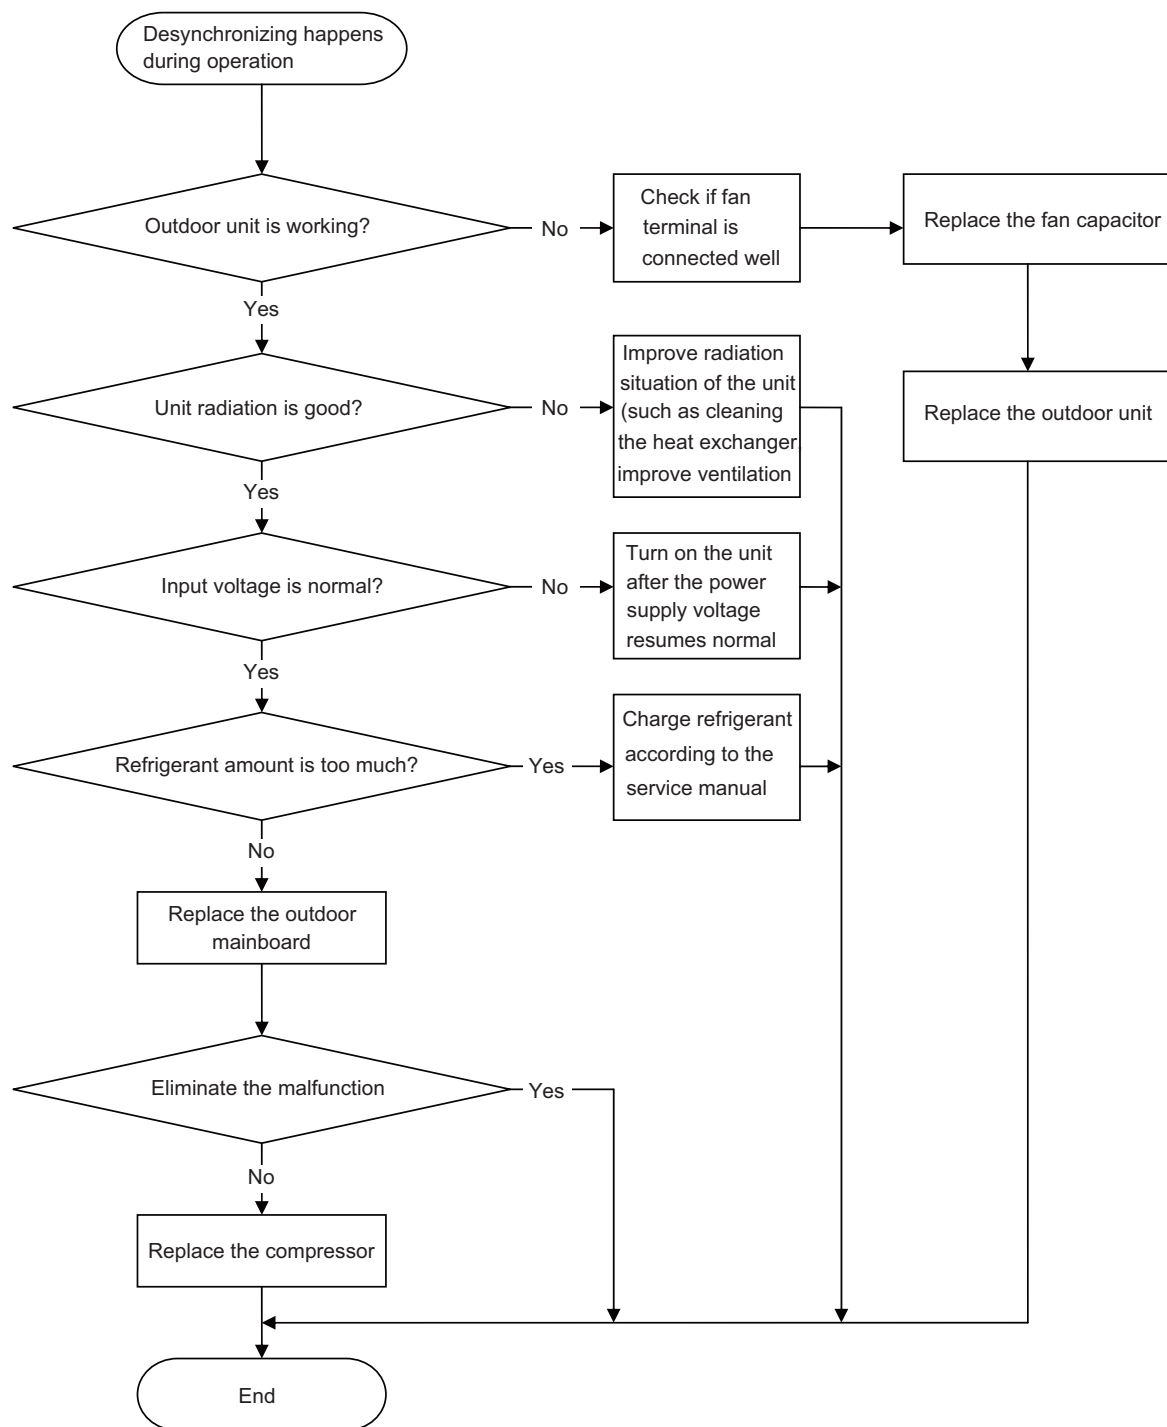 Desynchronizing happens
during operation
Outdoor unit is working?
No
Check if fan
terminal is
connected well
Replace the fan capacitor
Yes
Unit radiation is good?
No
Improve radiation
situation of the unit
(such as cleaning
the heat exchanger,
improve ventilation
Replace the outdoor unit
Yes
Input voltage is normal?
No
Turn on the unit
after the power
supply voltage
resumes normal
Yes
Refrigerant amount is too much?
Yes
Charge refrigerant
according to the
service manual
No
Replace the outdoor
mainboard
Eliminate the malfunction
Yes
No
Replace the compressor
End